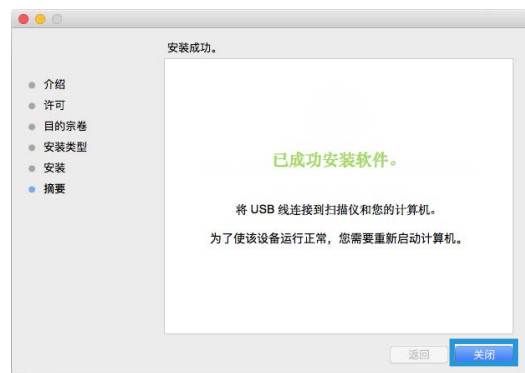 安装成功。
介绍
许可
目的宗卷
安装类型
安装
摘要
已成功安装软件。
将 USB 线连接到扫描仪和您的计算机。
为了使该设备运行正常，您需要重新启动计算机。
返回
关闭